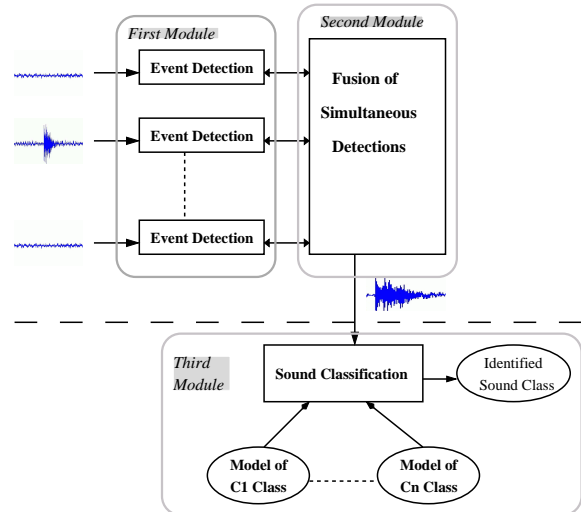 First Module
Second Module
Event Detection
Fusion of
Simultaneous
Detections
Event Detection
Event Detection
Third
Module
Sound Classification
Identified
Sound Class
Model of
C1 Class
Model of
Cn Class